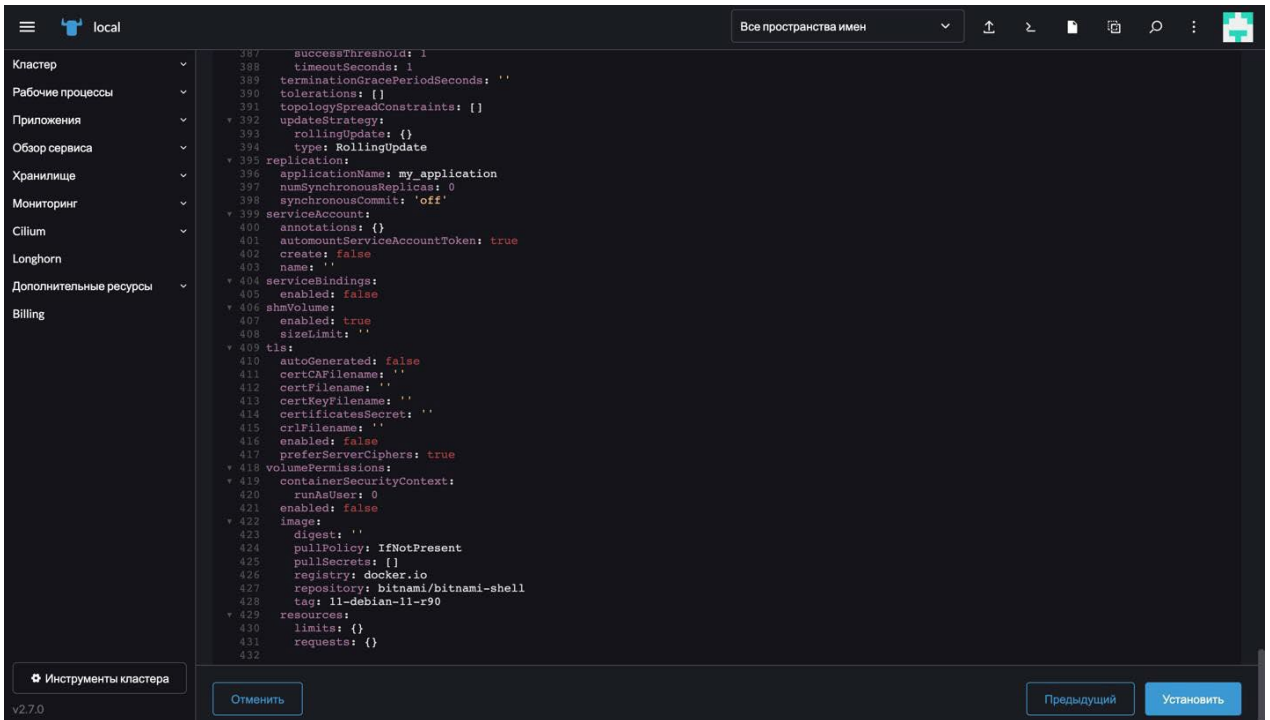 local
Все пространства имен
Кластер
Рабочие процессы
Приложения
Обзор сервиса
Хранилище
Мониторинг
Cilium
Longhorn
Дополнительные ресурсы
Billing
Инструменты кластера
v2.7.0
387 successThreshold: 1
388 timeoutSeconds: 1
389 terminationGracePeriodSeconds: ''
390 tolerations: []
391 topologySpreadConstraints: []
392 updateStrategy:
393 rollingUpdate: {}
394 type: RollingUpdate
395 replication:
396 applicationName: my_application
397 numSynchronousReplicas: 0
398 synchronousCommit: 'off'
399 serviceAccount:
400 annotations: {}
401 automountServiceAccountToken: true
402 create: false
403 name: ''
404 serviceBindings:
405 enabled: false
406 shmVolume:
407 enabled: true
408 sizeLimit: ''
409 tls:
410 autoGenerated: false
411 certCAFilename: ''
412 certFilename: ''
413 certKeyFilename: ''
414 certificatesSecret: ''
415 crlFilename: ''
416 enabled: false
417 preferServerCiphers: true
418 volumePermissions:
419 containerSecurityContext:
420 runAsUser: 0
421 enabled: false
422 image:
423 digest: ''
424 pullPolicy: IfNotPresent
425 pullSecrets: []
426 registry: docker.io
427 repository: bitnami/bitnami-shell
428 tag: 11-debian-11-r90
429 resources:
430 limits: {}
431 requests: {}
432
Отменить
Предыдущий
Установить